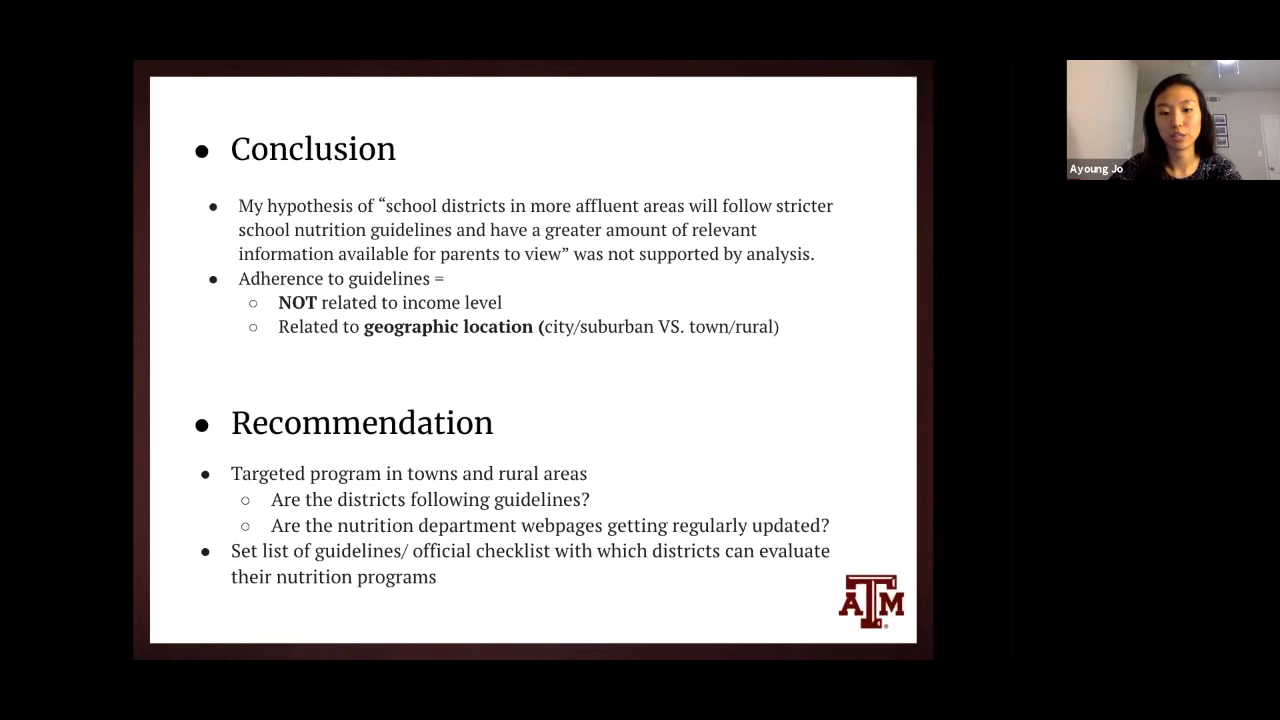 ● Conclusion
● My hypothesis of “school districts in more affluent areas will follow stricter
school nutrition guidelines and have a greater amount of relevant
information available for parents to view” was not supported by analysis.
● Adherence to guidelines =
○ NOT related to income level
○ Related to geographic location (city/suburban VS. town/rural)
● Recommendation
● Targeted program in towns and rural areas
○ Are the districts following guidelines?
○ Are the nutrition department webpages getting regularly updated?
● Set list of guidelines/ official checklist with which districts can evaluate
their nutrition programs
ATM
Ayoung Jo